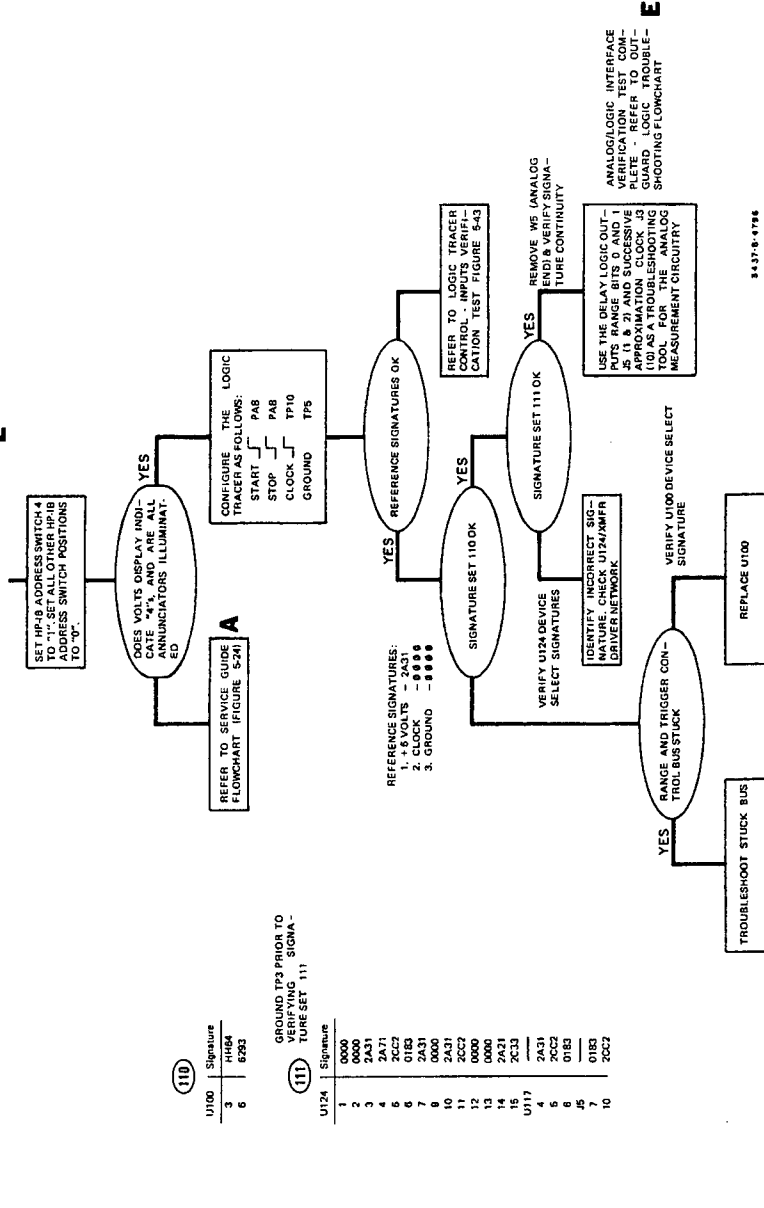 SET HP-IB ADDRESS SWITCH 4
TO "1". SET ALL OTHER HP-IB
ADDRESS SWITCH POSITIONS
TO "0".
DOES VOLTS DISPLAY INDI-
CATE "4"s, AND ARE ALL
ANNUNCIATORS ILLUMINAT-
ED
YES
REFER TO SERVICE GUIDE
FLOWCHART (FIGURE 5-24)
A
CONFIGURE THE LOGIC
TRACER AS FOLLOWS:
START PA8
STOP PA8
CLOCK TP10
GROUND TP5
REFERENCE SIGNATURES OK
YES
REFER TO LOGIC TRACER
CONTROL - INPUTS VERIFI-
CATION TEST FIGURE 5-43
REFERENCE SIGNATURES:
1. +5 VOLTS - 2A31
2. CLOCK - 0000
3. GROUND - 0000
SIGNATURE SET 110 OK
YES
VERIFY U124 DEVICE
SELECT SIGNATURES
SIGNATURE SET 111 OK
YES
REMOVE W5 (ANALOG
END) & VERIFY SIGNA-
TURE CONTINUITY
IDENTIFY INCORRECT SIG-
NATURE. CHECK U124/XMFR
DRIVER NETWORK
USE THE DELAY LOGIC OUT-
PUTS RANGE BITS 0 AND 1
J5 (1 & 2) AND SUCCESSIVE
APPROXIMATION CLOCK J3
(10) AS A TROUBLESHOOTING
TOOL FOR THE ANALOG
MEASUREMENT CIRCUITRY
ANALOG/LOGIC INTERFACE
VERIFICATION TEST COM-
PLETE - REFER TO OUT-
GUARD LOGIC TROUBLE-
SHOOTING FLOWCHART
E
RANGE AND TRIGGER CON-
TROL BUS STUCK
YES
VERIFY U100 DEVICE SELECT
SIGNATURE
TROUBLESHOOT STUCK BUS
REPLACE U100
110
U100 Signature
3 HH84
6 6293
111
GROUND TP3 PRIOR TO
VERIFYING SIGNA-
TURE SET 111
U124 Signature
1 0000
2 0000
3 2A31
4 2A71
5 2CC2
6 01B3
7 2A31
9 0000
10 2A31
11 2CC2
12 0000
13 0000
14 2A21
15 2C33
U117
4 2A31
5 2CC2
6 01B3
J5
7 01B3
10 2CC2
3437-B-4796